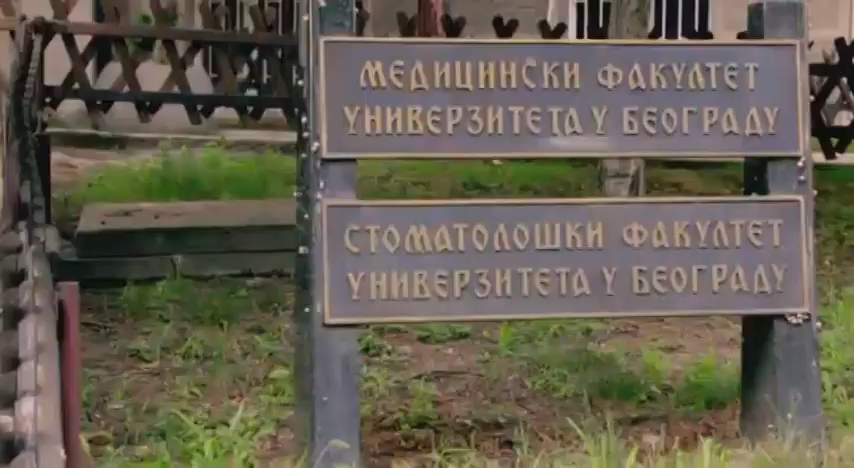 МЕДИЦИНСКИ ФАКУЛТЕТ
УНИВЕРЗИТЕТА У БЕОГРАДУ
СТОМАТОЛОШКИ ФАКУЛТЕТ
УНИВЕРЗИТЕТА У БЕОГРАДУ